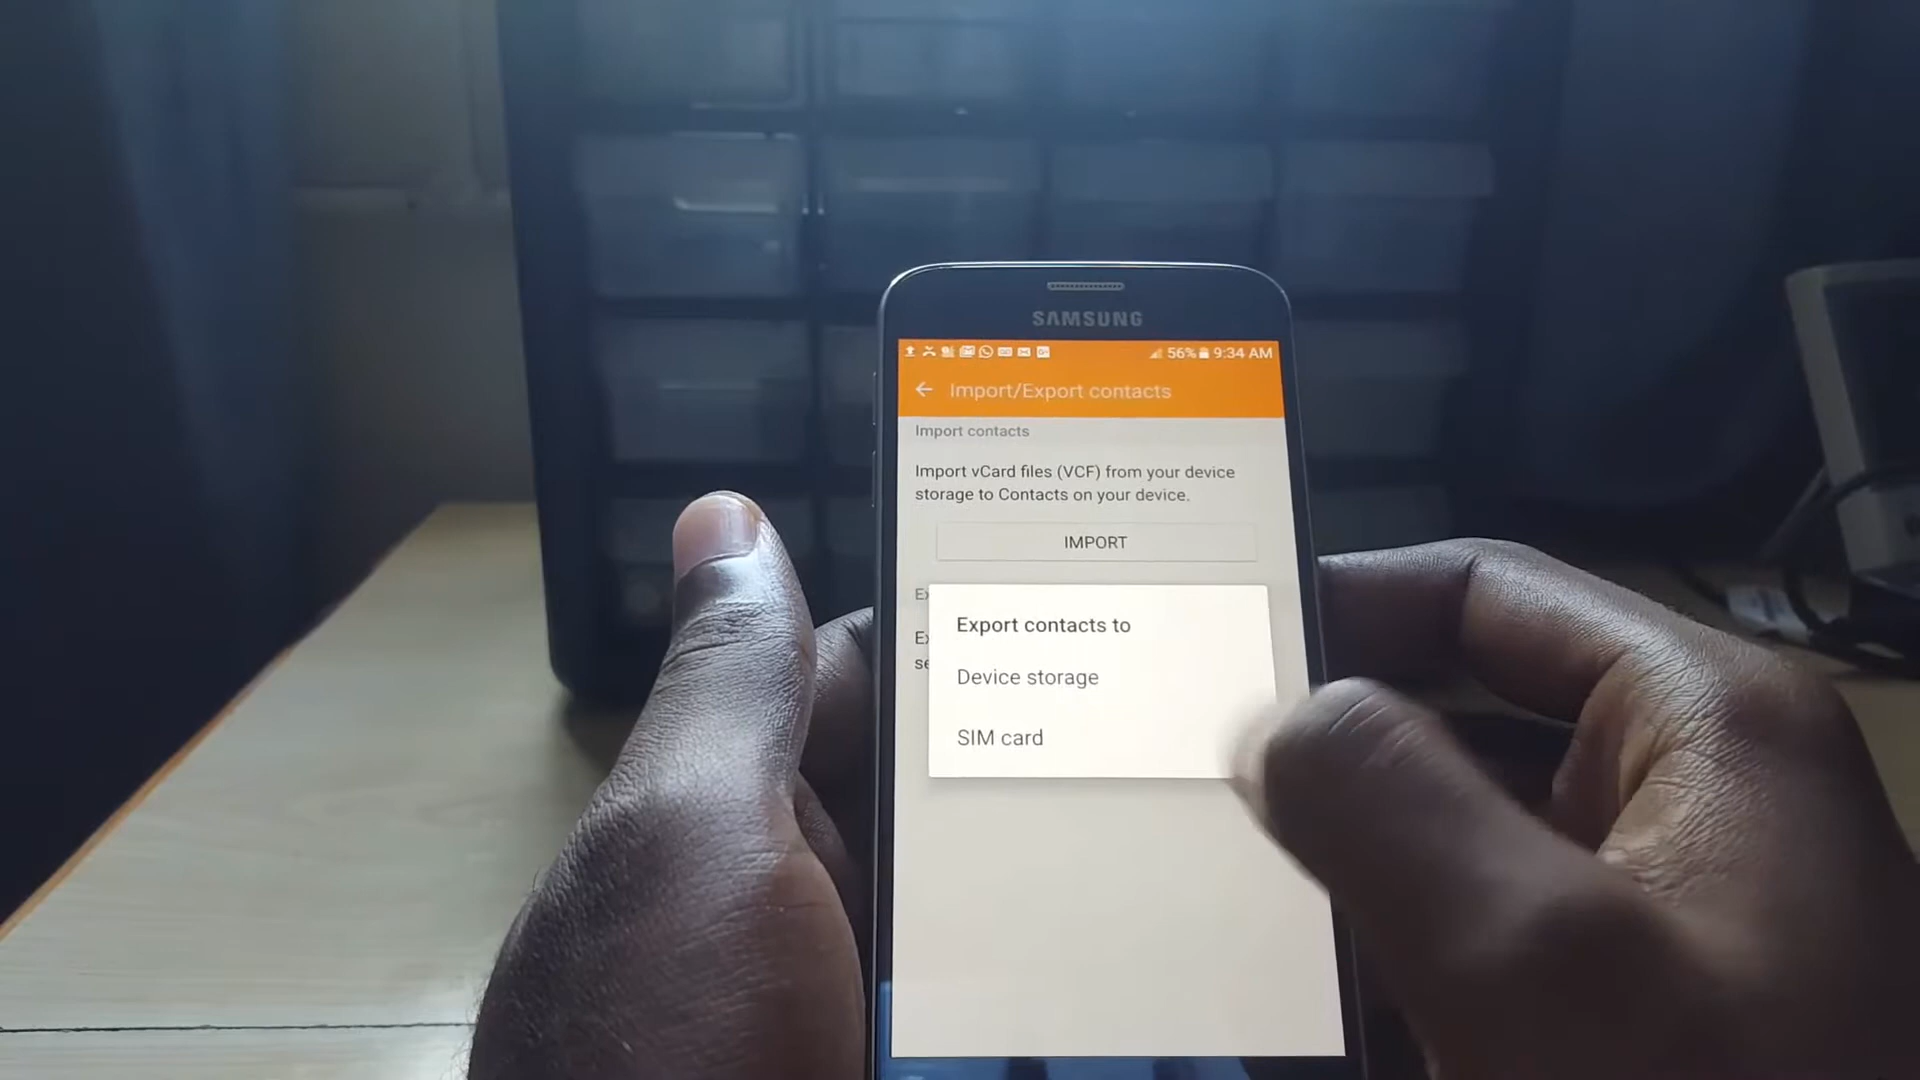 SAMSUNG
56% 9:34 AM
Import/Export contacts
Import contacts
Import vCard files (VCF) from your device
storage to Contacts on your device.
IMPORT
Export contacts to
Device storage
SIM card